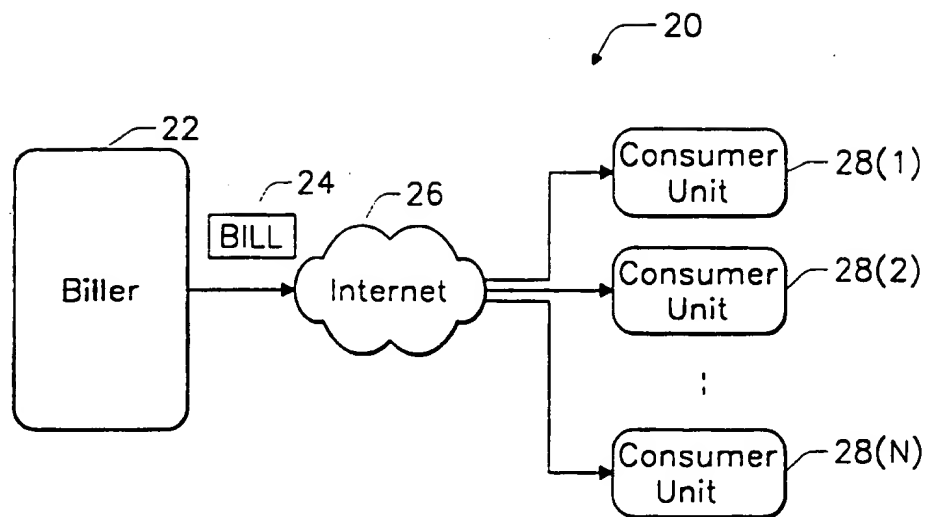 20
22
24
26
BILL
Biller
Internet
Consumer
Unit
28(1)
Consumer
Unit
28(2)
Consumer
Unit
28(N)